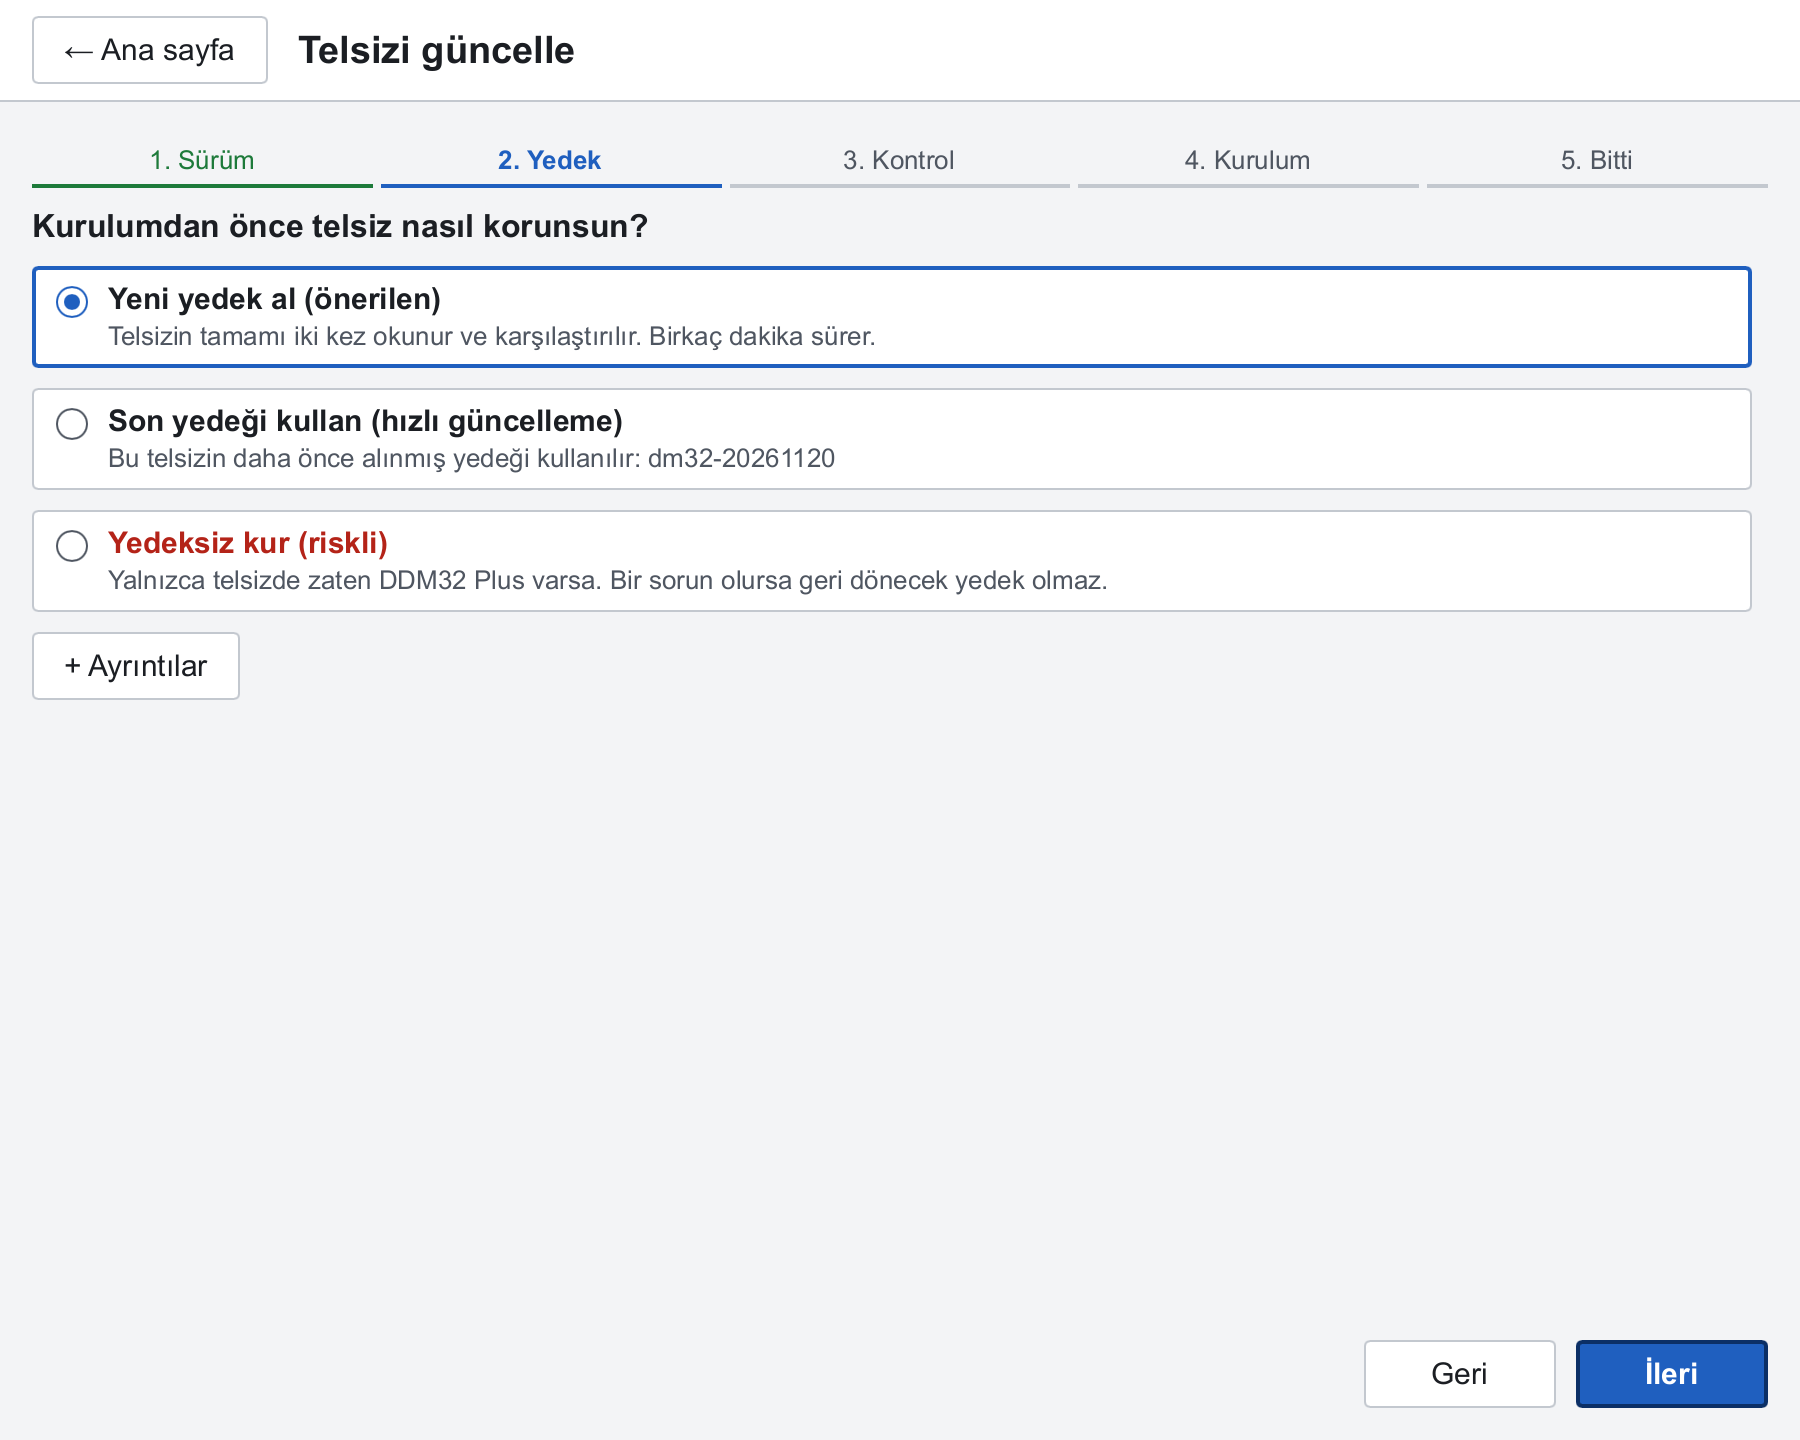 ← Ana sayfa
Telsizi güncelle
1. Sürüm
2. Yedek
3. Kontrol
4. Kurulum
5. Bitti
Kurulumdan önce telsiz nasıl korunsun?
Yeni yedek al (önerilen)
Telsizin tamamı iki kez okunur ve karşılaştırılır. Birkaç dakika sürer.
Son yedeği kullan (hızlı güncelleme)
Bu telsizin daha önce alınmış yedeği kullanılır: dm32-20261120
Yedeksiz kur (riskli)
Yalnızca telsizde zaten DDM32 Plus varsa. Bir sorun olursa geri dönecek yedek olmaz.
+ Ayrıntılar
Geri
İleri